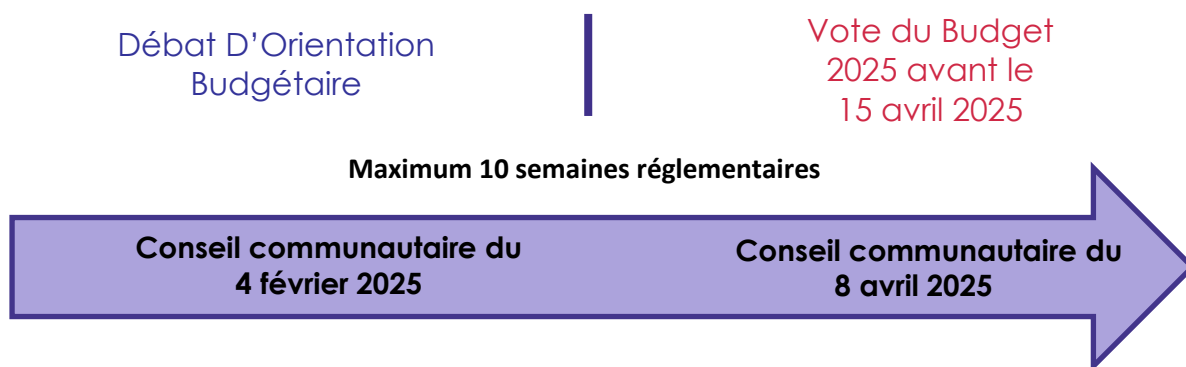 Débat D'Orientation
Budgétaire
Vote du Budget
2025 avant le
15 avril 2025
Maximum 10 semaines réglementaires
Conseil communautaire du
4 février 2025
Conseil communautaire du
8 avril 2025